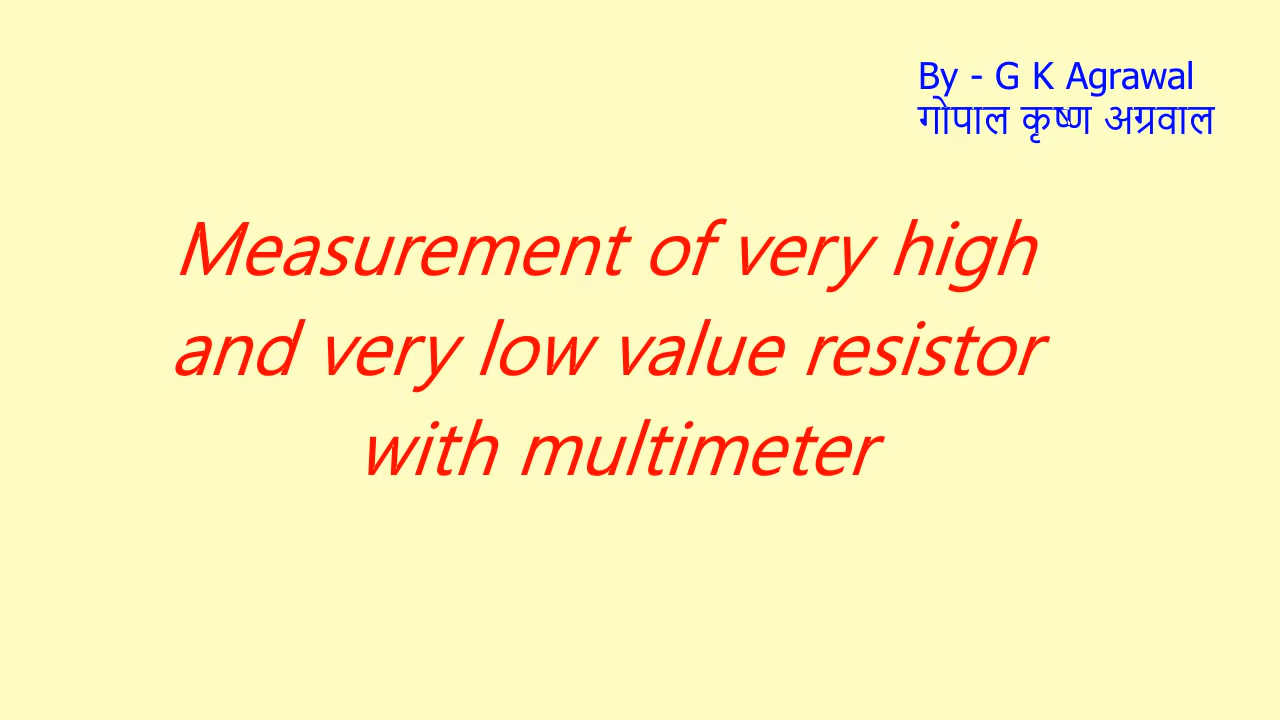 By - G K Agrawal
गोपाल कृष्ण अग्रवाल
Measurement of very high
and very low value resistor
with multimeter